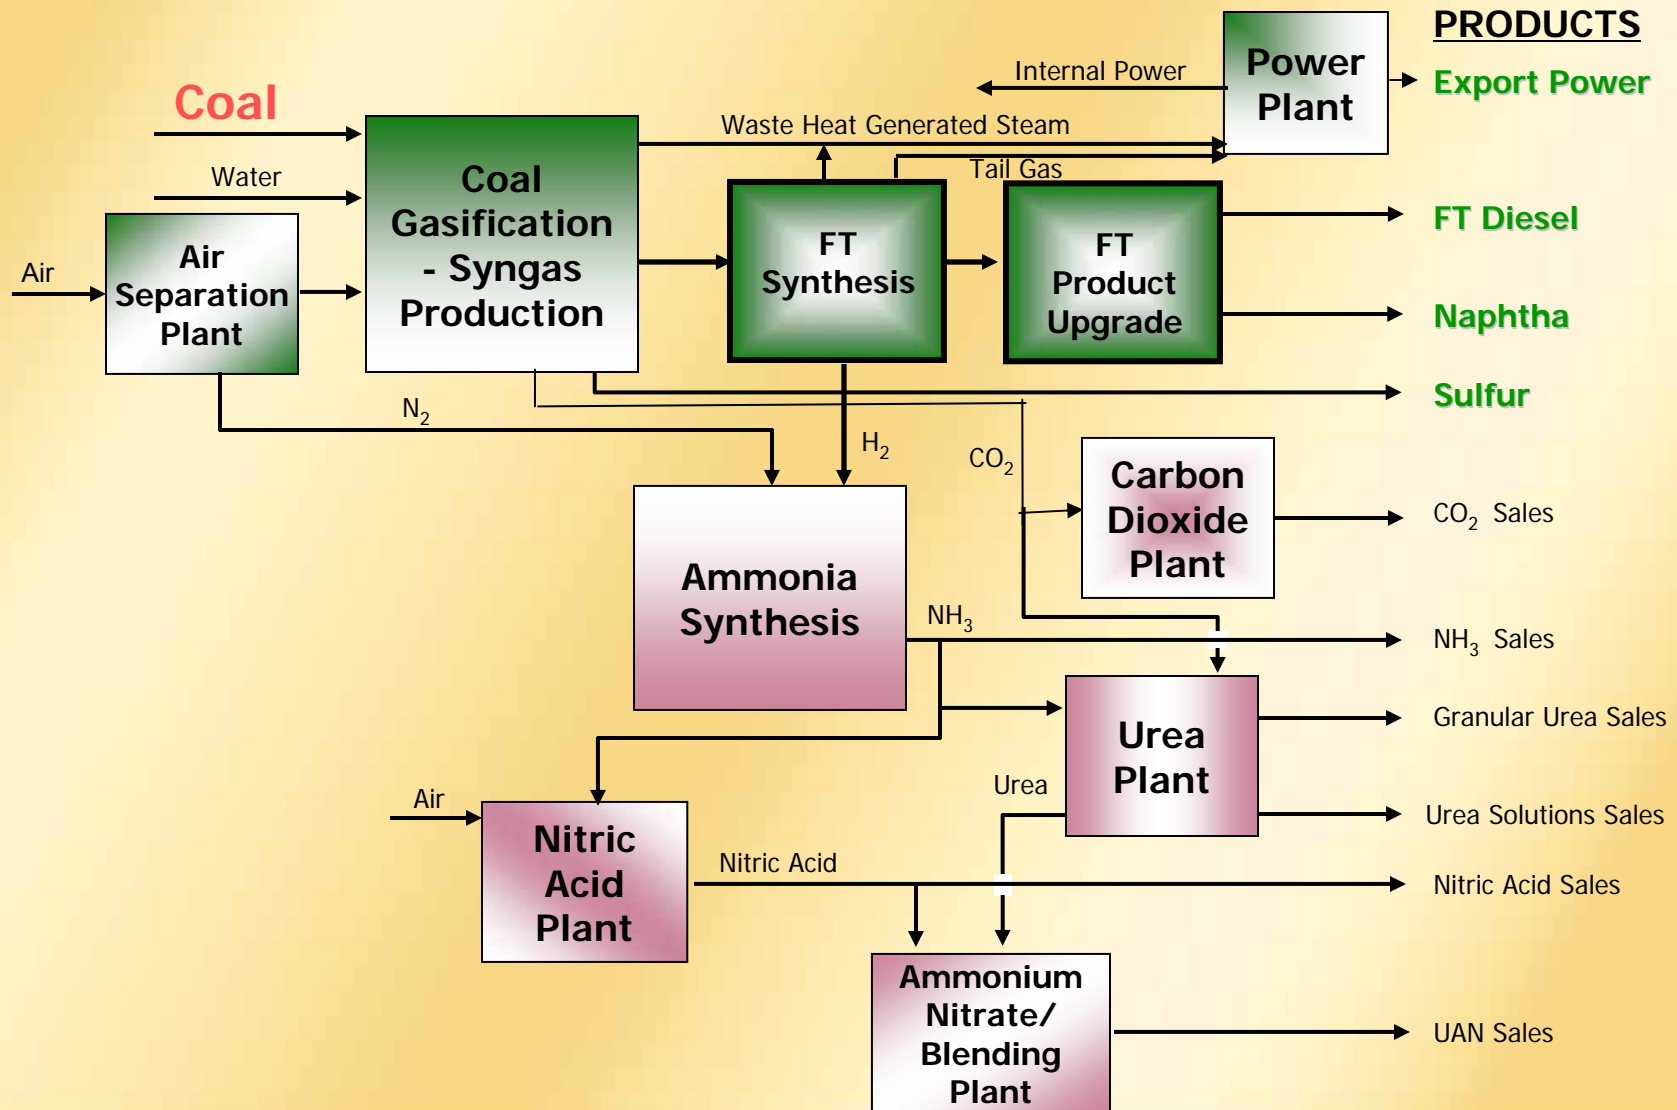 PRODUCTS
Power
Plant
Internal Power
Export Power
Coal
Waste Heat Generated Steam
Tail Gas
Water
Coal
Gasification
- Syngas
Production
FT
Synthesis
FT
Product
Upgrade
FT Diesel
Air
Air
Separation
Plant
Naphtha
Sulfur
N2
H2
CO2
Carbon
Dioxide
Plant
CO2 Sales
Ammonia
Synthesis
NH3
NH3 Sales
Urea
Plant
Granular Urea Sales
Urea
Urea Solutions Sales
Air
Nitric
Acid
Plant
Nitric Acid
Nitric Acid Sales
Ammonium
Nitrate/
Blending
Plant
UAN Sales